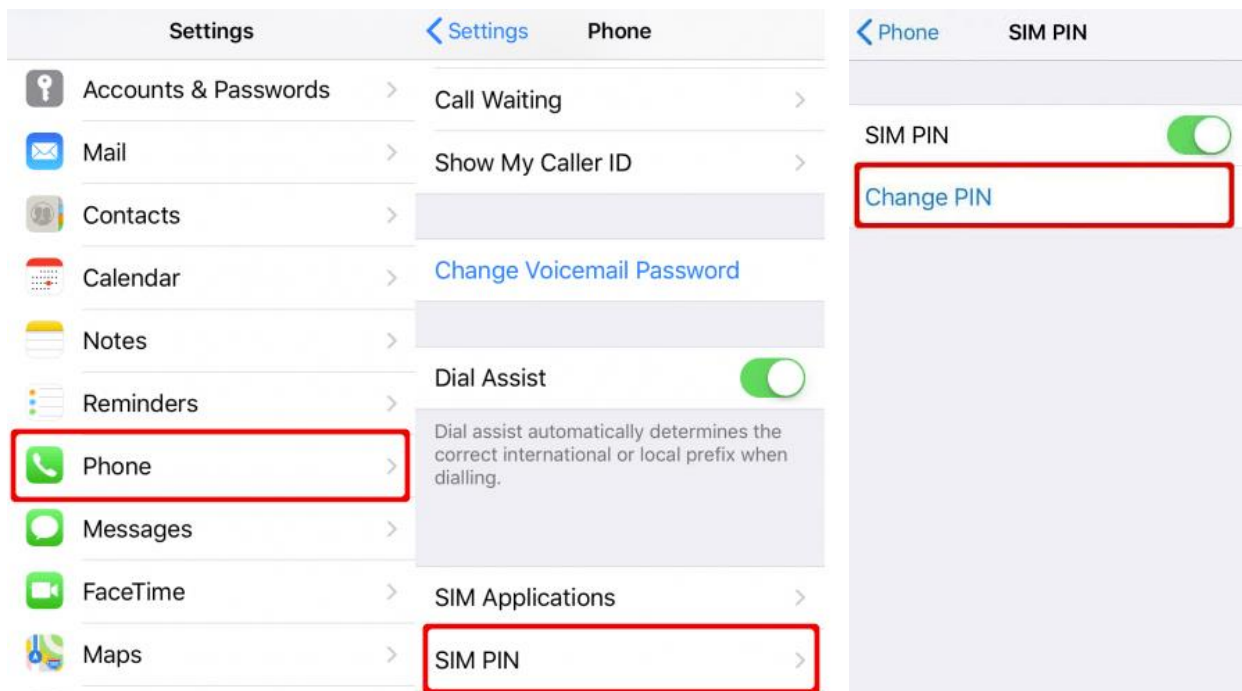 Settings
Accounts & Passwords
Mail
Contacts
Calendar
Notes
Reminders
Phone
Messages
FaceTime
Maps
Settings
Phone
Call Waiting
Show My Caller ID
Change Voicemail Password
Dial Assist
Dial assist automatically determines the
correct international or local prefix when
dialling.
SIM Applications
SIM PIN
Phone
SIM PIN
SIM PIN
Change PIN